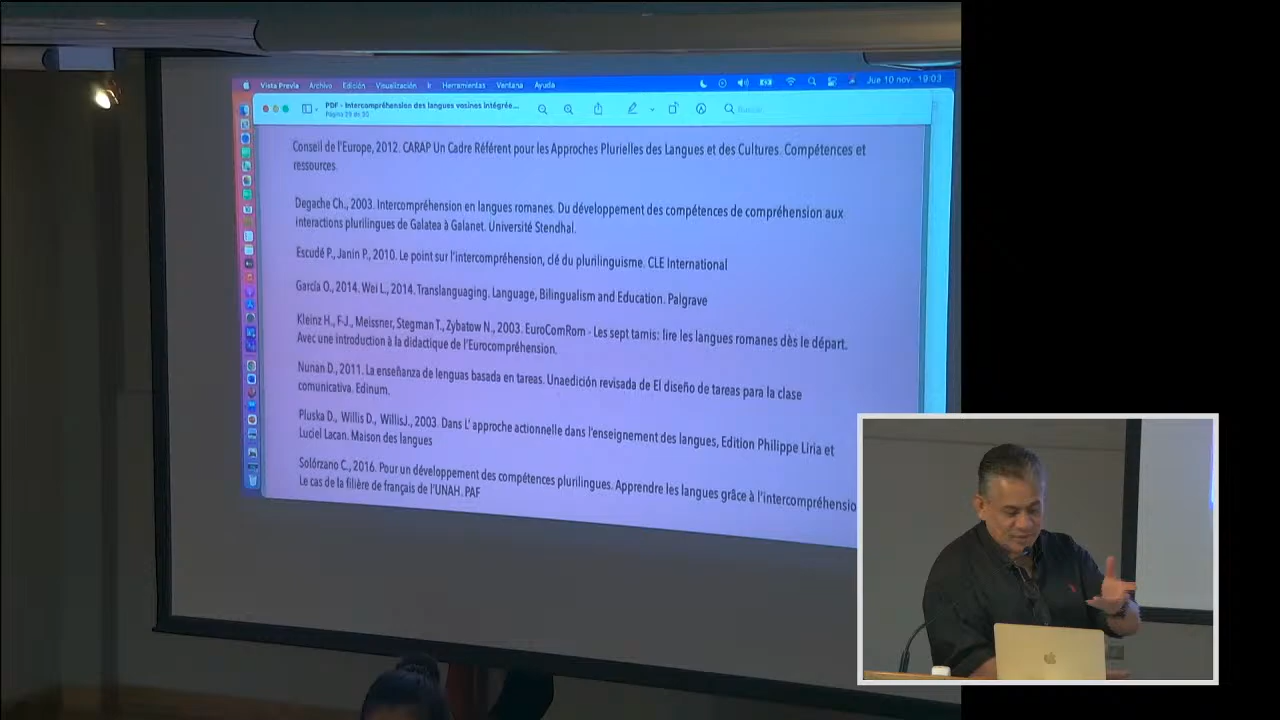 Vista Previa Archivo Edición Visualización Ir Herramientas Ventana Ayuda Jue 10 nov. 19:03
PDF - Intercompréhension des langues voisines intégrée...
Página 29 de 30
Buscar
Conseil de l'Europe, 2012. CARAP Un Cadre Référent pour les Approches Plurielles des Langues et des Cultures. Compétences et
ressources.
Degache Ch., 2003. Intercompréhension en langues romanes. Du développement des compétences de compréhension aux
interactions plurilingues de Galatea à Galanet. Université Stendhal.
Escudé P., Janin P., 2010. Le point sur l'intercompréhension, clé du plurilinguisme. CLE International
García O., 2014. Wei L., 2014. Translanguaging. Language, Bilingualism and Education. Palgrave
Kleinz H., F-J., Meissner, Stegman T., Zybatow N., 2003. EuroComRom - Les sept tamis: lire les langues romanes dès le départ.
Avec une introduction à la didactique de l'Eurocompréhension.
Nunan D., 2011. La enseñanza de lenguas basada en tareas. Unaedición revisada de El diseño de tareas para la clase
comunicativa. Edinum.
Pluska D., Willis D., WillisJ., 2003. Dans L' approche actionnelle dans l'enseignement des langues, Edition Philippe Liria et
Luciel Lacan. Maison des langues
Solórzano C., 2016. Pour un développement des compétences plurilingues. Apprendre les langues grâce à l'intercompréhensio
Le cas de la filière de français de l'UNAH. PAF